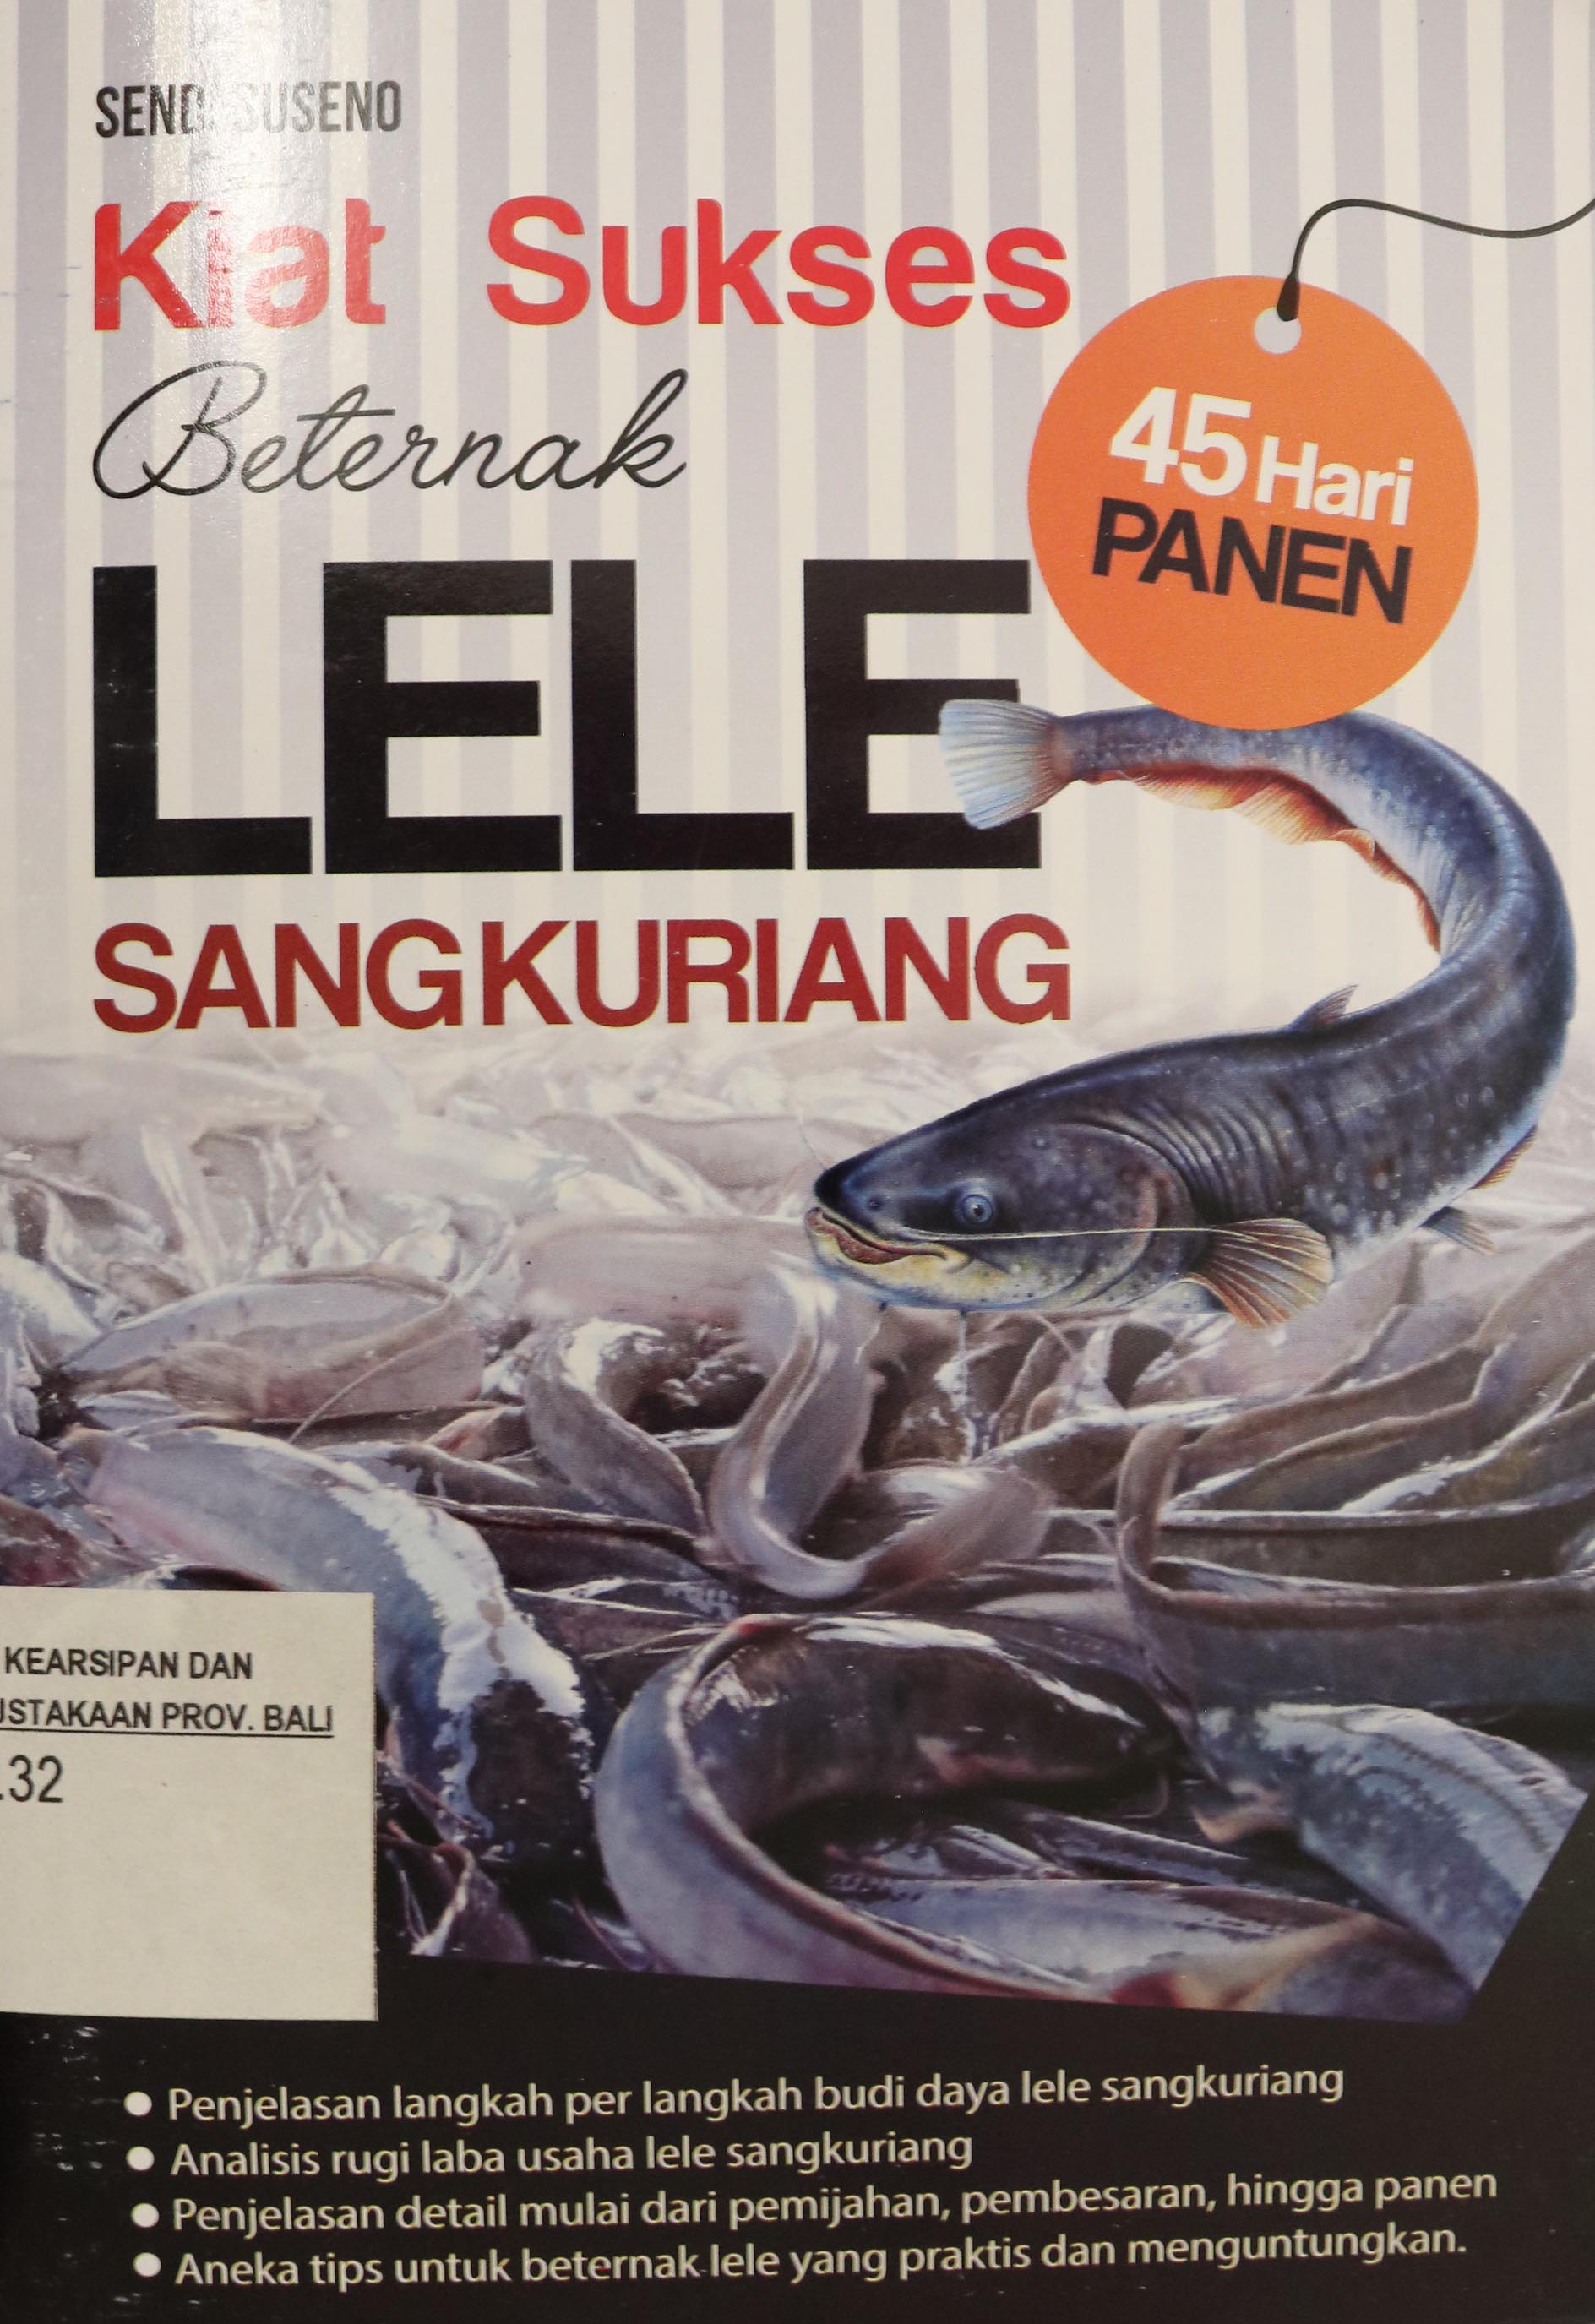 SENDI SUSENO
Kiat Sukses
Beternak
LELE
SANGKURIANG
45 Hari
PANEN
KEARSIPAN DAN
USTAKAAN PROV. BALI
.32
● Penjelasan langkah per langkah budi daya lele sangkuriang
● Analisis rugi laba usaha lele sangkuriang
● Penjelasan detail mulai dari pemijahan, pembesaran, hingga panen
● Aneka tips untuk beternak lele yang praktis dan menguntungkan.